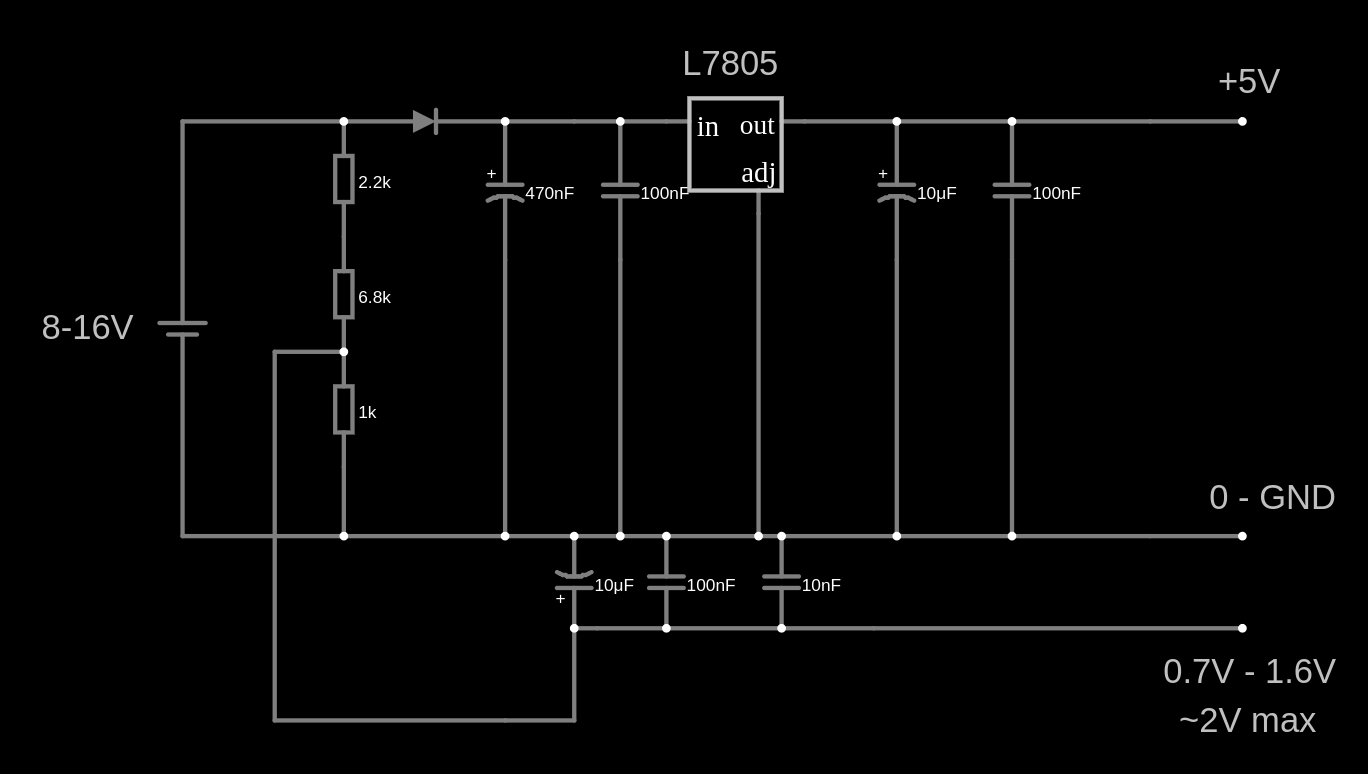 L7805
+5V
in out
adj
2.2k
+
470nF
100nF
+
10μF
100nF
6.8k
8-16V
1k
0 - GND
10μF
+
100nF
10nF
0.7V - 1.6V
~2V max